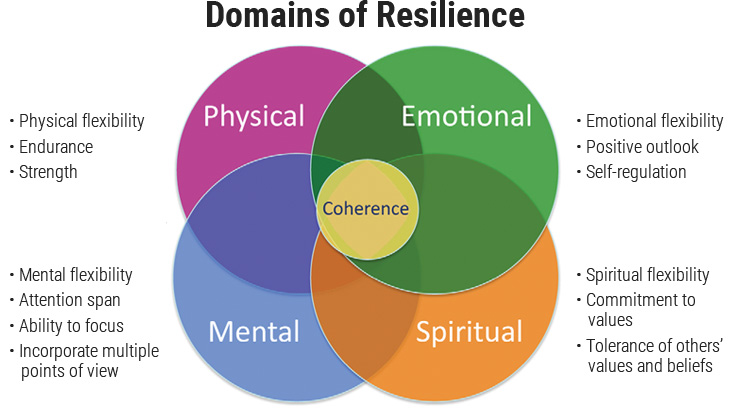 Domains of Resilience
Physical
Emotional
• Physical flexibility
• Endurance
• Strength
• Emotional flexibility
• Positive outlook
• Self-regulation
Coherence
• Mental flexibility
• Attention span
• Ability to focus
• Incorporate multiple
points of view
Mental
Spiritual
• Spiritual flexibility
• Commitment to
values
• Tolerance of others’
values and beliefs